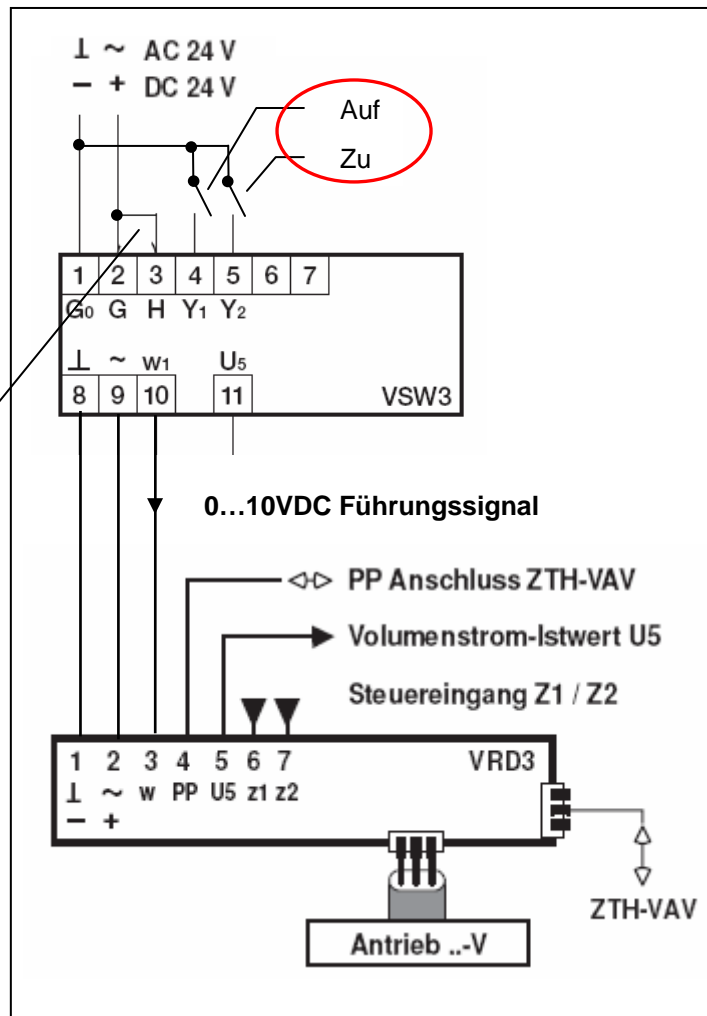 ⊥ ~ AC 24 V
− + DC 24 V
Auf
Zu
1 2 3 4 5 6 7
G0 G H Y1 Y2
⊥ ~ w1 U5
8 9 10 11 VSW3
0...10VDC Führungssignal
PP Anschluss ZTH-VAV
Volumenstrom-Istwert U5
Steuereingang Z1 / Z2
1 2 3 4 5 6 7 VRD3
⊥ ~ w PP U5 z1 z2
− +
ZTH-VAV
Antrieb ..-V